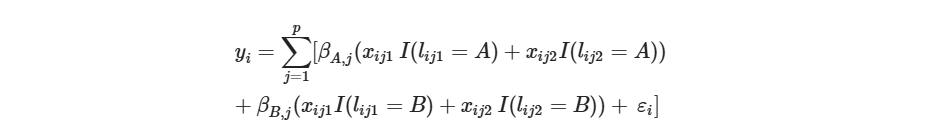 $y_i = \sum_{j=1}^{p} [\beta_{A,j}(x_{ij1}\, I(l_{ij1} = A) + x_{ij2} I(l_{ij2} = A))$
$+ \beta_{B,j}(x_{ij1} I(l_{ij1} = B) + x_{ij2}\, I(l_{ij2} = B)) + \varepsilon_i]$